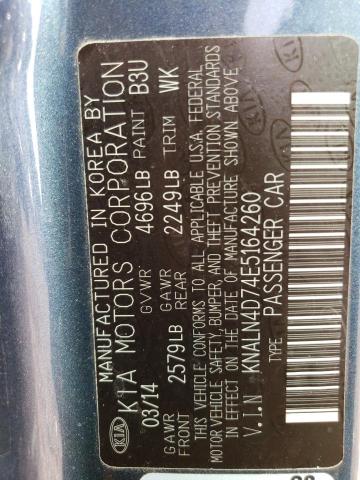 MANUFACTURED IN KOREA BY
KIA KIA MOTORS CORPORATION
03/14 GVWR 4696LB PAINT B3U
GAWR FRONT 2579LB GAWR REAR 2249LB TRIM WK
THIS VEHICLE CONFORMS TO ALL APPLICABLE U.S.A. FEDERAL
MOTOR VEHICLE SAFETY, BUMPER, AND THEFT PREVENTION STANDARDS
IN EFFECT ON THE DATE OF MANUFACTURE SHOWN ABOVE
V.I.N KNALN4D74E5164260
TYPE PASSENGER CAR